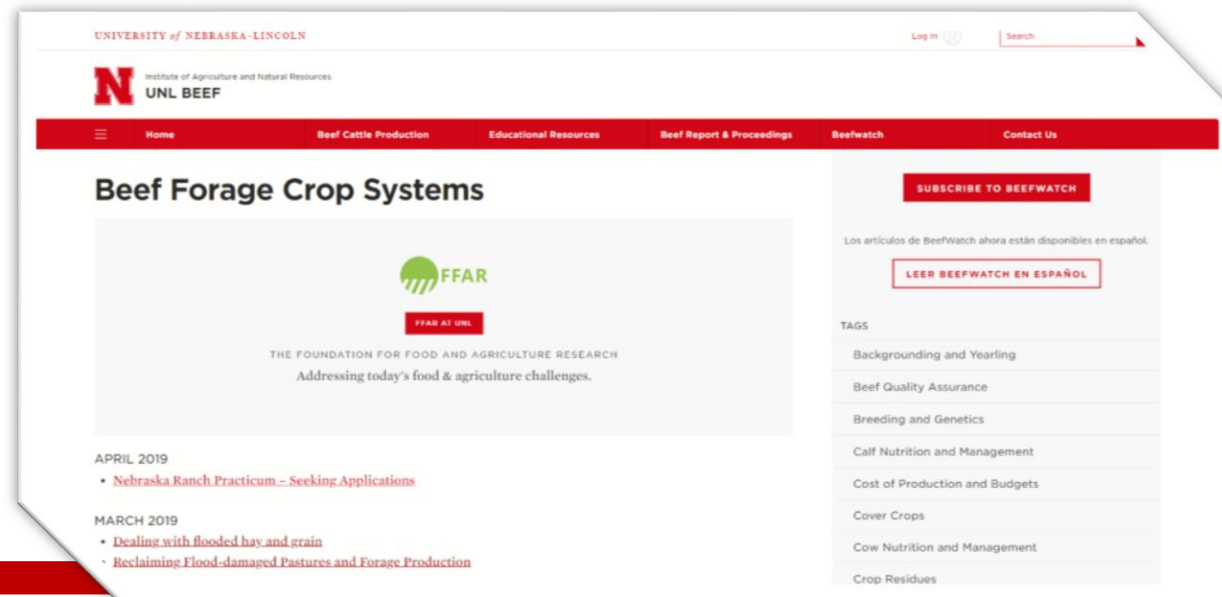 UNIVERSITY of NEBRASKA–LINCOLN
Log In
Search
N
Institute of Agriculture and Natural Resources
UNL BEEF
Home
Beef Cattle Production
Educational Resources
Beef Report & Proceedings
Beefwatch
Contact Us
Beef Forage Crop Systems
FFAR
FFAR AT UNL
THE FOUNDATION FOR FOOD AND AGRICULTURE RESEARCH
Addressing today's food & agriculture challenges.
APRIL 2019
• Nebraska Ranch Practicum – Seeking Applications
MARCH 2019
• Dealing with flooded hay and grain
• Reclaiming Flood-damaged Pastures and Forage Production
SUBSCRIBE TO BEEFWATCH
Los artículos de BeefWatch ahora están disponibles en español.
LEER BEEFWATCH EN ESPAÑOL
TAGS
Backgrounding and Yearling
Beef Quality Assurance
Breeding and Genetics
Calf Nutrition and Management
Cost of Production and Budgets
Cover Crops
Cow Nutrition and Management
Crop Residues